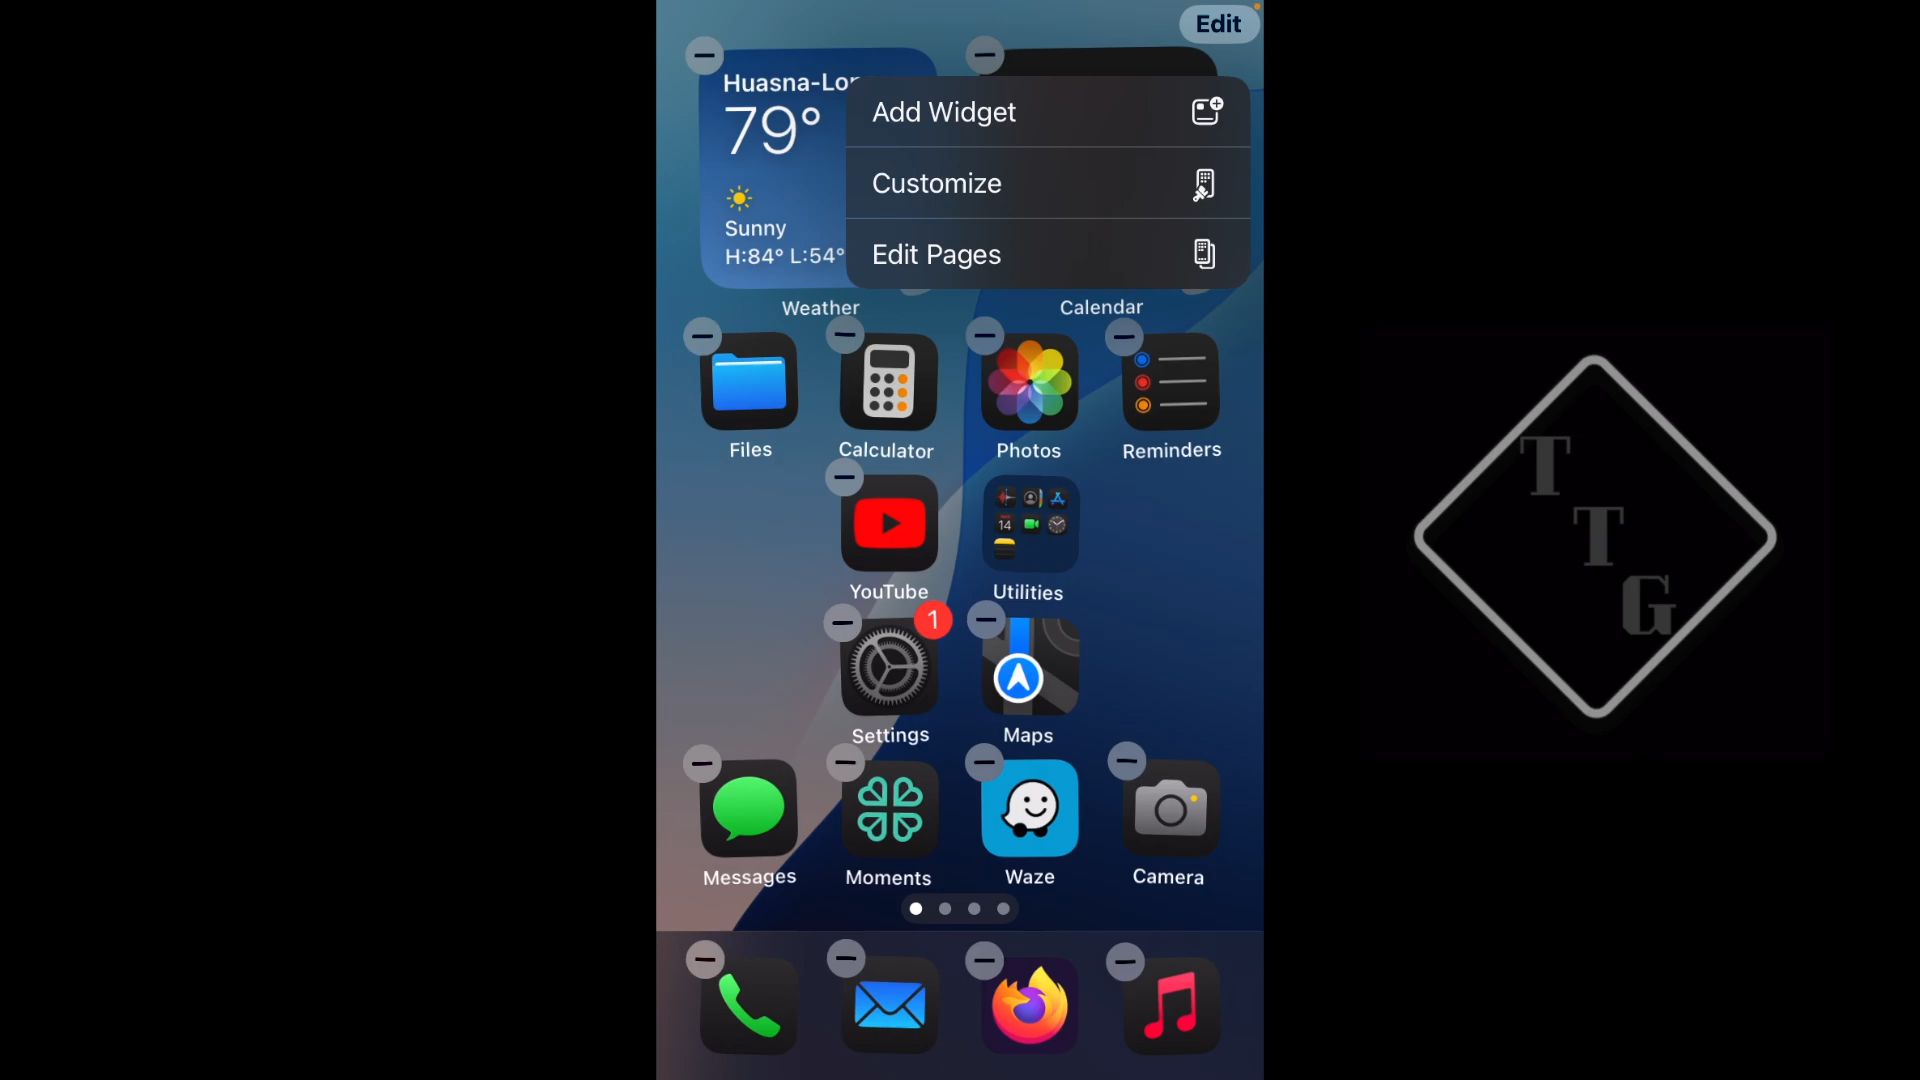 Edit
Huasna-Lo
79°
Sunny
H:84° L:54°
Add Widget
Customize
Edit Pages
Weather
Calendar
Files
Calculator
Photos
Reminders
14
YouTube
Utilities
1
Settings
Maps
Messages
Moments
Waze
Camera
T
T
G